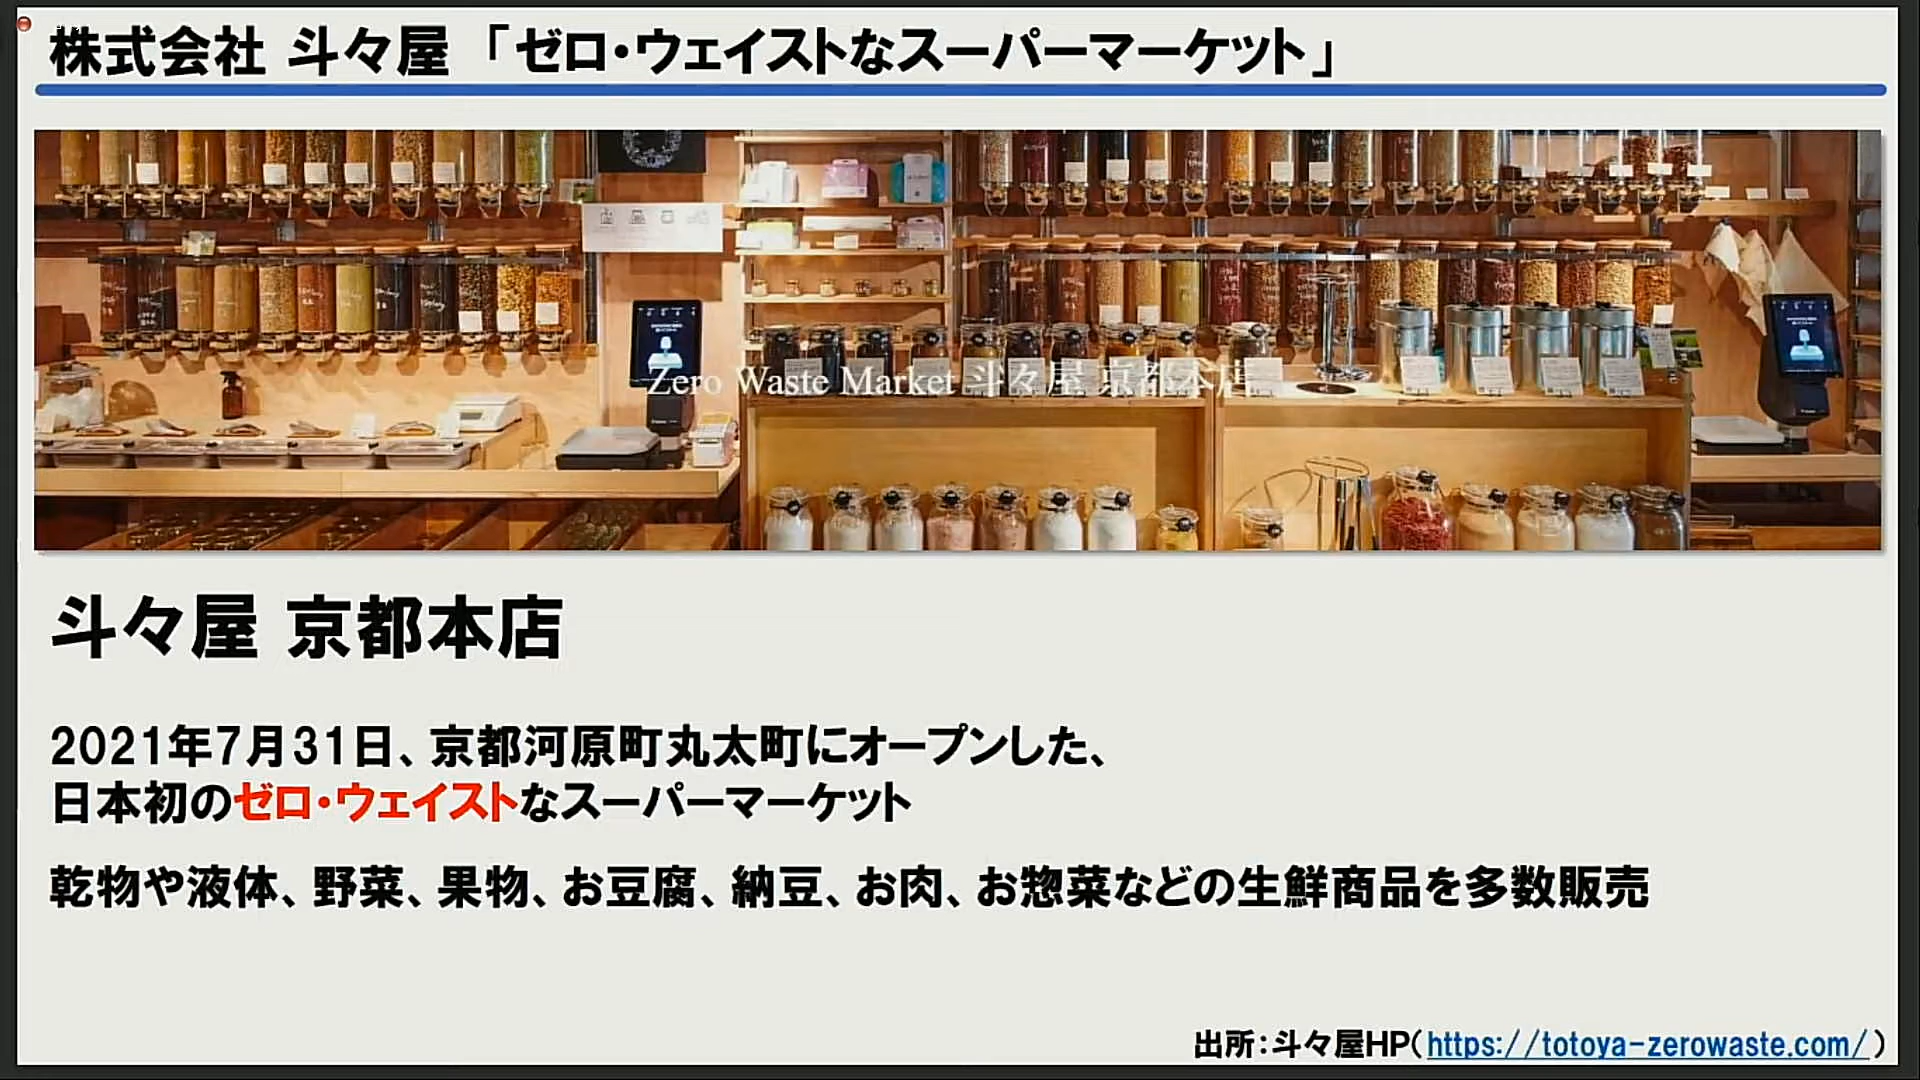 株式会社 斗々屋 「ゼロ・ウェイストなスーパーマーケット」
Zero Waste Market 斗々屋 京都本店
斗々屋 京都本店
2021年7月31日、京都河原町丸太町にオープンした、
日本初のゼロ・ウェイストなスーパーマーケット
乾物や液体、野菜、果物、お豆腐、納豆、お肉、お惣菜などの生鮮商品を多数販売
出所：斗々屋HP（https://totoya-zerowaste.com/）